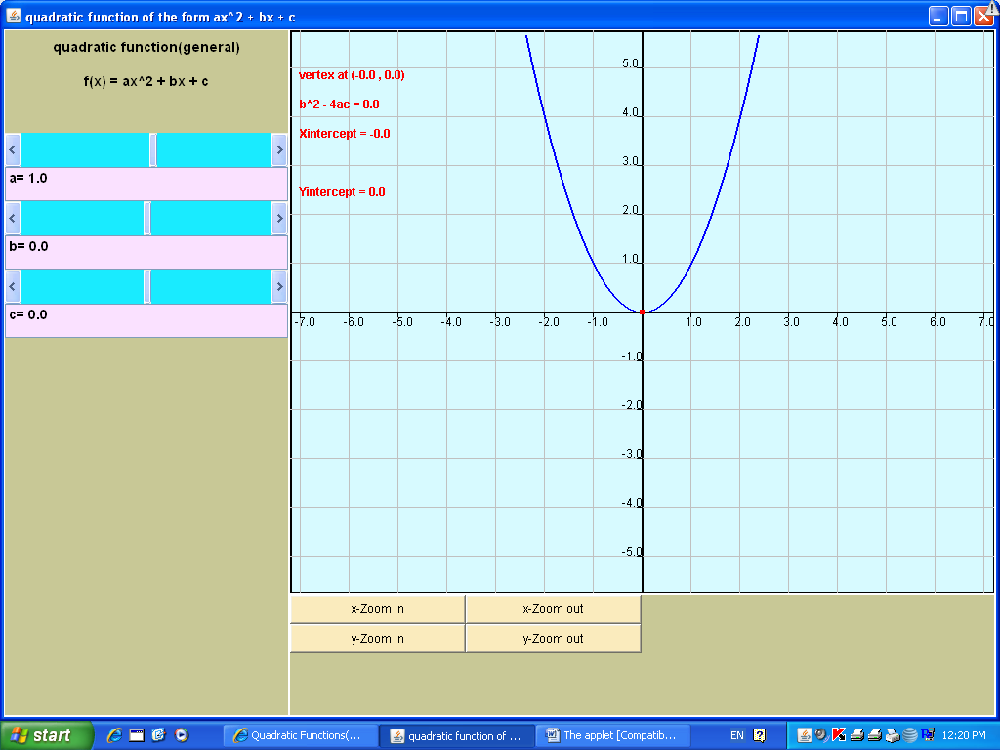 quadratic function of the form ax^2 + bx + c
quadratic function(general)
f(x) = ax^2 + bx + c
a= 1.0
b= 0.0
c= 0.0
vertex at (-0.0 , 0.0)
b^2 - 4ac = 0.0
Xintercept = -0.0
Yintercept = 0.0
5.0
4.0
3.0
2.0
1.0
-7.0 -6.0 -5.0 -4.0 -3.0 -2.0 -1.0 1.0 2.0 3.0 4.0 5.0 6.0 7.0
-1.0
-2.0
-3.0
-4.0
-5.0
x-Zoom in x-Zoom out
y-Zoom in y-Zoom out
start Quadratic Functions(... quadratic function of ... The applet [Compatib... EN 12:20 PM